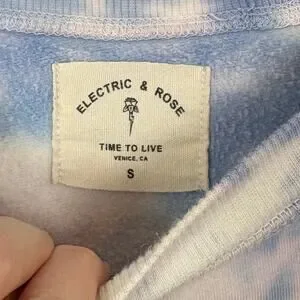 ELECTRIC & ROSE
TIME TO LIVE
VENICE, CA
S